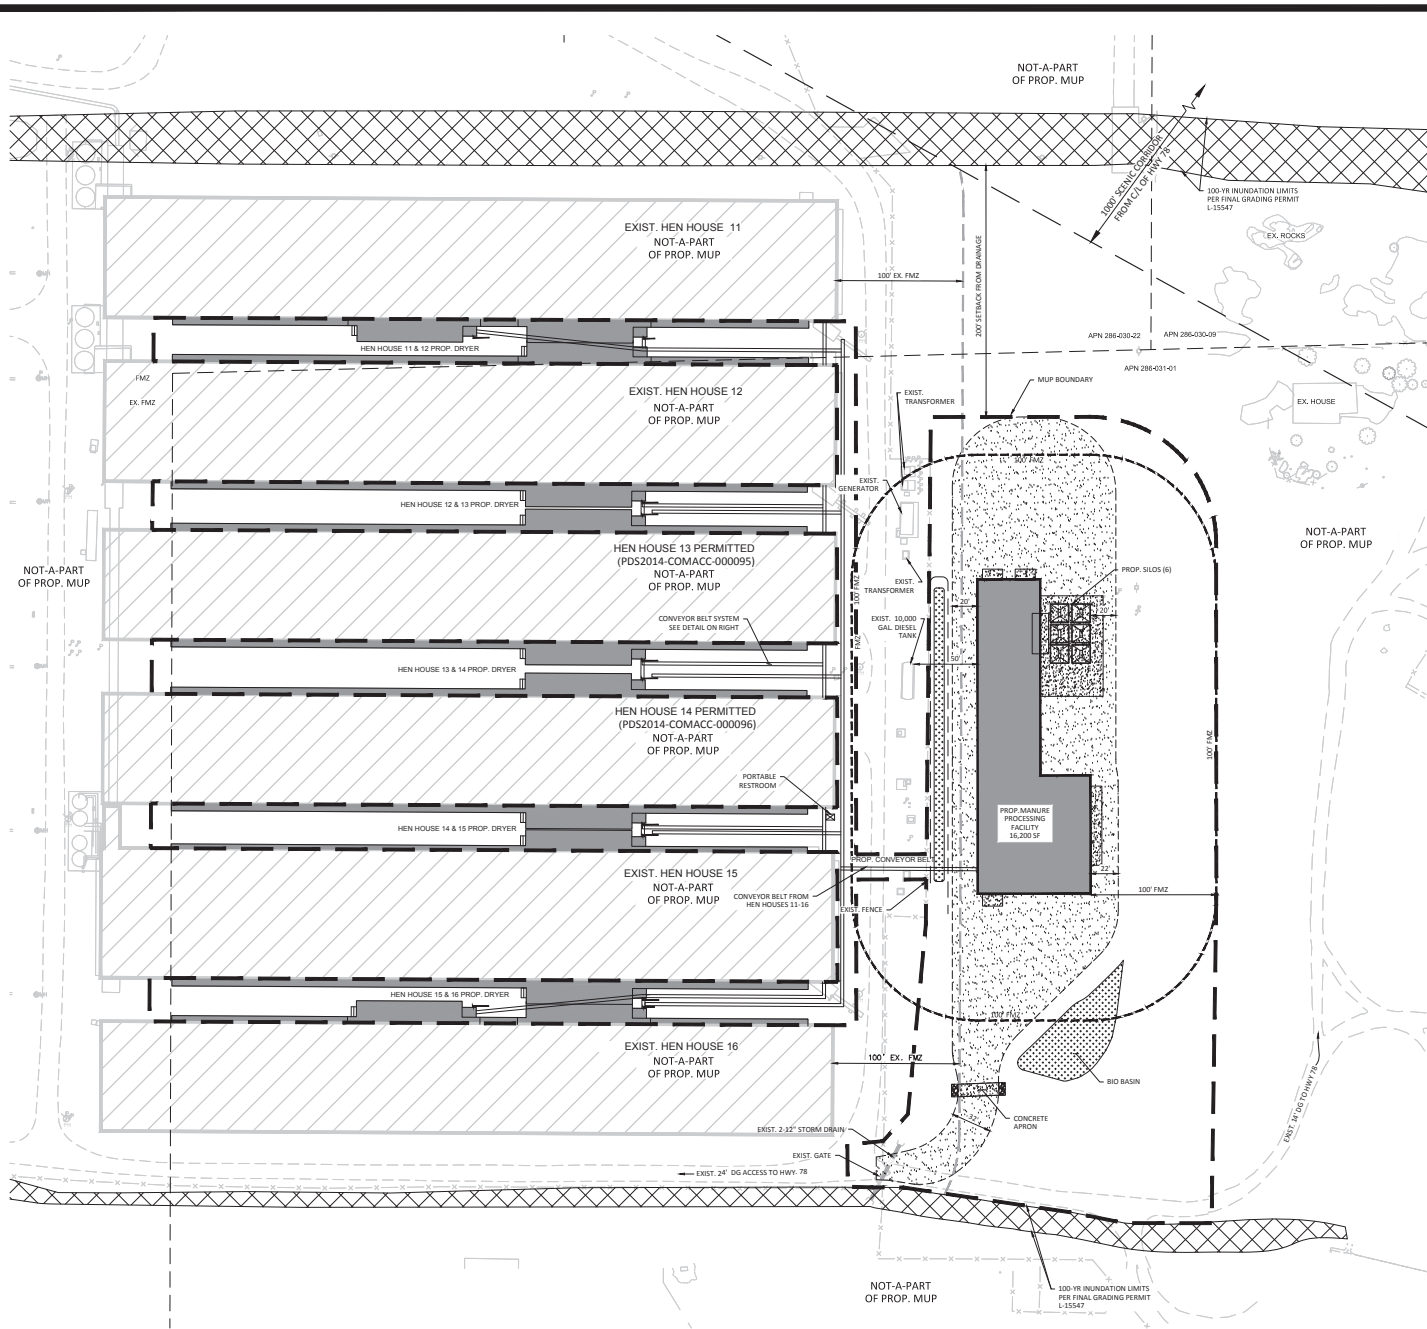 NOT-A-PART
OF PROP. MUP
1000' SCENIC CORRIDOR
FROM C/L OF HWY 78
100-YR INUNDATION LIMITS
PER FINAL GRADING PERMIT
L-15547
EX. ROCKS
EXIST. HEN HOUSE 11
NOT-A-PART
OF PROP. MUP
100' EX. FMZ
200' SETBACK FROM DRAINAGE
HEN HOUSE 11 & 12 PROP. DRYER
APN 286-030-22
APN 286-030-09
APN 286-031-01
FMZ
EX. FMZ
EXIST. HEN HOUSE 12
NOT-A-PART
OF PROP. MUP
EXIST.
TRANSFORMER
MUP BOUNDARY
EX. HOUSE
100' FMZ
EXIST.
GENERATOR
HEN HOUSE 12 & 13 PROP. DRYER
NOT-A-PART
OF PROP. MUP
HEN HOUSE 13 PERMITTED
(PDS2014-COMACC-000095)
NOT-A-PART
OF PROP. MUP
NOT-A-PART
OF PROP. MUP
100' FMZ
EXIST.
TRANSFORMER
PROP. SILOS (6)
20'
20'
CONVEYOR BELT SYSTEM
SEE DETAIL ON RIGHT
EXIST. 10,000
GAL. DIESEL
TANK
FMZ
50'
HEN HOUSE 13 & 14 PROP. DRYER
HEN HOUSE 14 PERMITTED
(PDS2014-COMACC-000096)
NOT-A-PART
OF PROP. MUP
100' FMZ
PORTABLE
RESTROOM
PROP.MANURE
PROCESSING
FACILITY
16,200 SF
HEN HOUSE 14 & 15 PROP. DRYER
PROP. CONVEYOR BELT
22'
EXIST. HEN HOUSE 15
NOT-A-PART
OF PROP. MUP
CONVEYOR BELT FROM
HEN HOUSES 11-16
EXIST. FENCE
100' FMZ
HEN HOUSE 15 & 16 PROP. DRYER
100' FMZ
EXIST. HEN HOUSE 16
NOT-A-PART
OF PROP. MUP
100' EX. FMZ
BIO BASIN
CONCRETE
APRON
32'
EXIST. 2-12" STORM DRAIN
EXIST. GATE
EXIST. 24' DG ACCESS TO HWY. 78
EXIST. 14' DG TO HWY 78
NOT-A-PART
OF PROP. MUP
100-YR INUNDATION LIMITS
PER FINAL GRADING PERMIT
L-15547